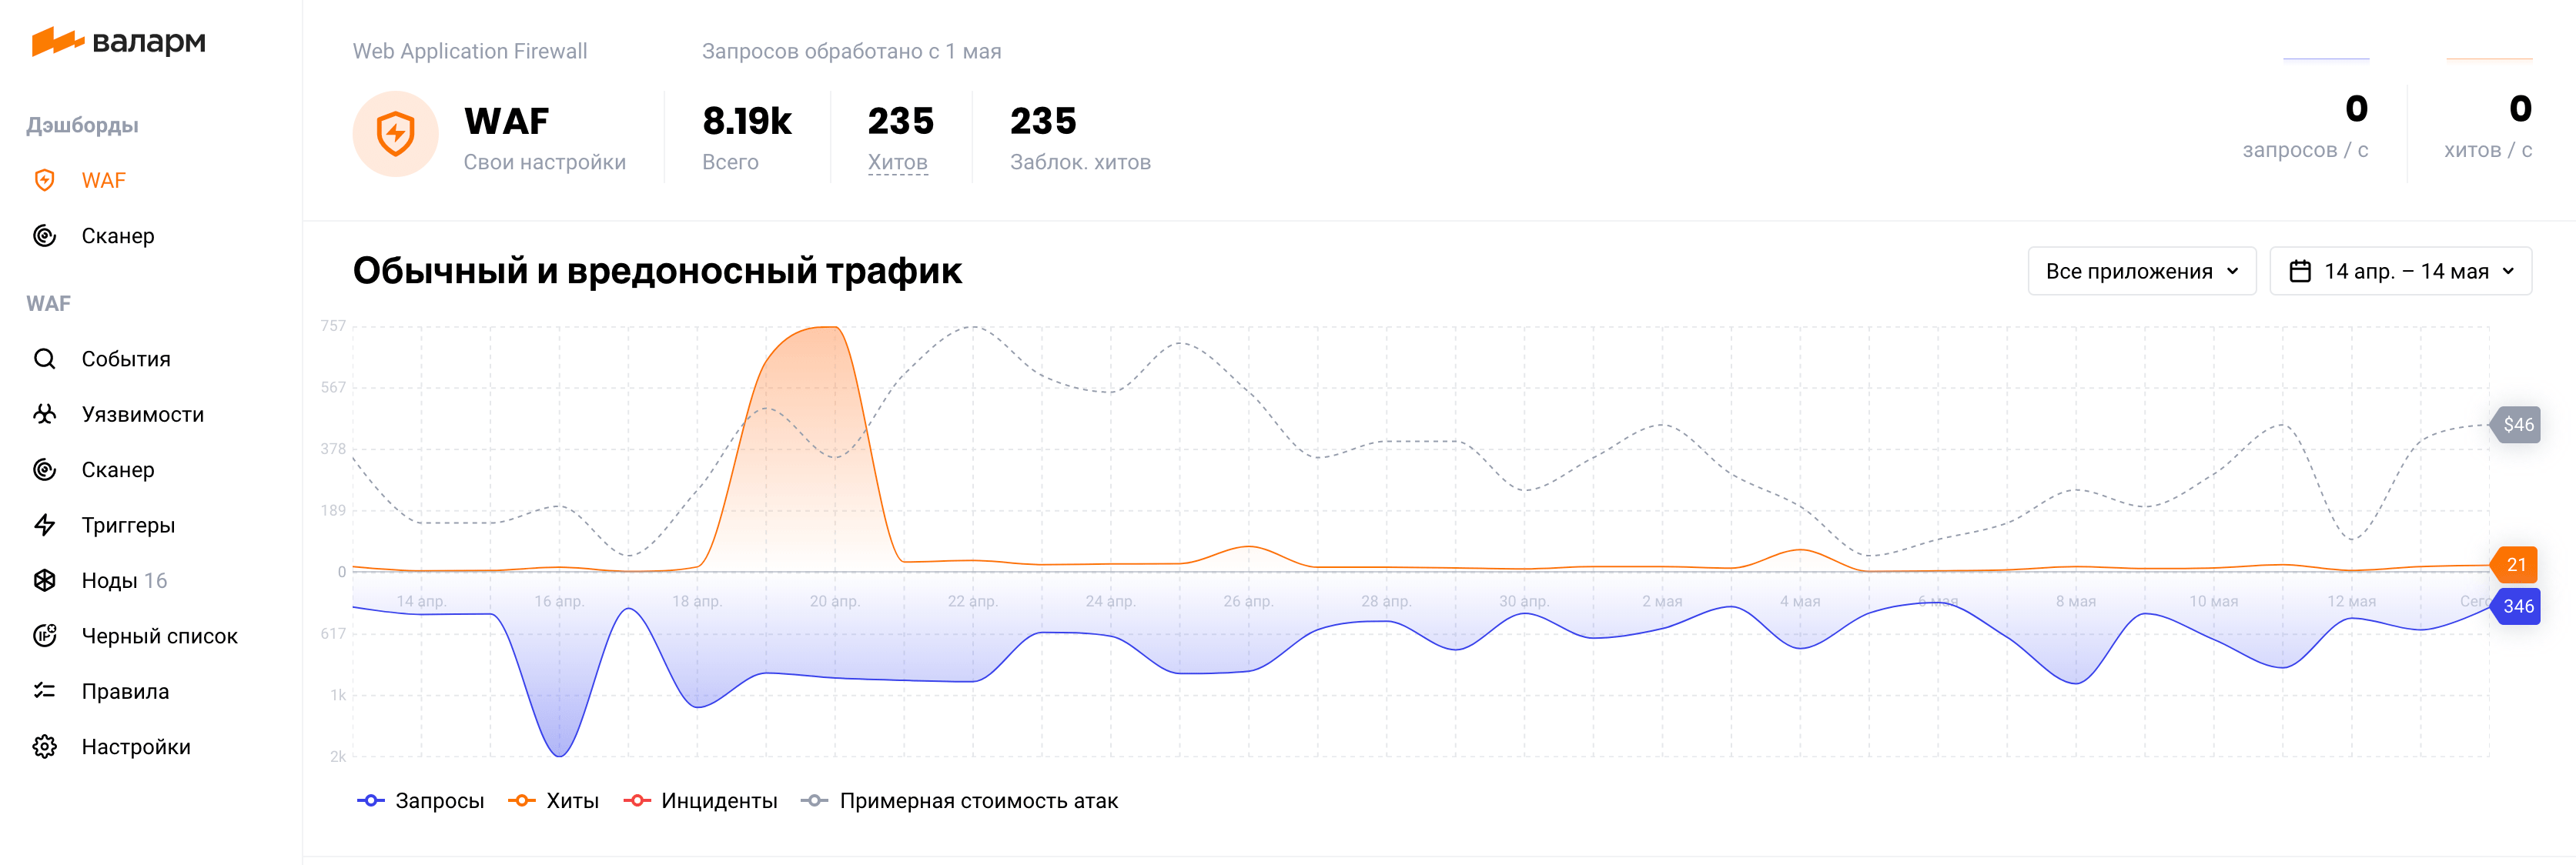 валарм
Дэшборды
WAF
Сканер
WAF
События
Уязвимости
Сканер
Триггеры
Ноды 16
Черный список
Правила
Настройки
Web Application Firewall
WAF
Свои настройки
Запросов обработано с 1 мая
8.19k
Всего
235
Хитов
235
Заблок. хитов
0
запросов / с
0
хитов / с
Обычный и вредоносный трафик
Все приложения
14 апр. – 14 мая
757
567
378
189
0
617
1k
2k
14 апр. 16 апр. 18 апр. 20 апр. 22 апр. 24 апр. 26 апр. 28 апр. 30 апр. 2 мая 4 мая 6 мая 8 мая 10 мая 12 мая
$46
21
346
Запросы Хиты Инциденты Примерная стоимость атак